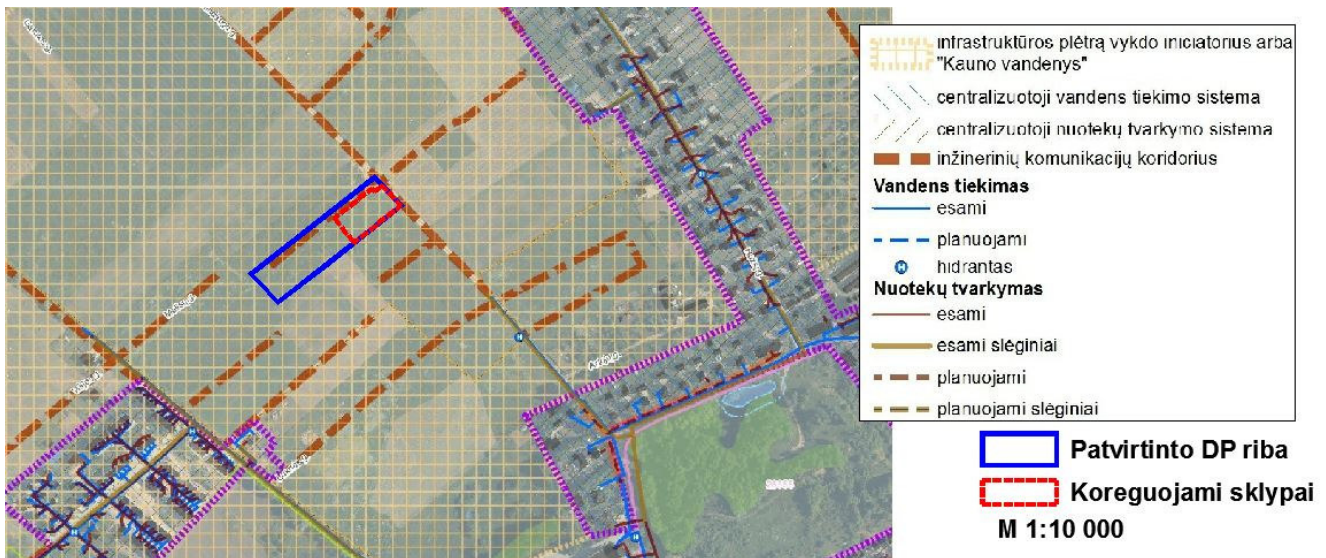 infrastruktūros plėtrą vykdo iniciatorius arba
"Kauno vandenys"
centralizuotoji vandens tiekimo sistema
centralizuotoji nuotekų tvarkymo sistema
inžinerinių komunikacijų koridorius
Vandens tiekimas
esami
planuojami
H hidrantas
Nuotekų tvarkymas
esami
esami slėginiai
planuojami
planuojami slėginiai
Patvirtinto DP riba
Koreguojami sklypai
M 1:10 000